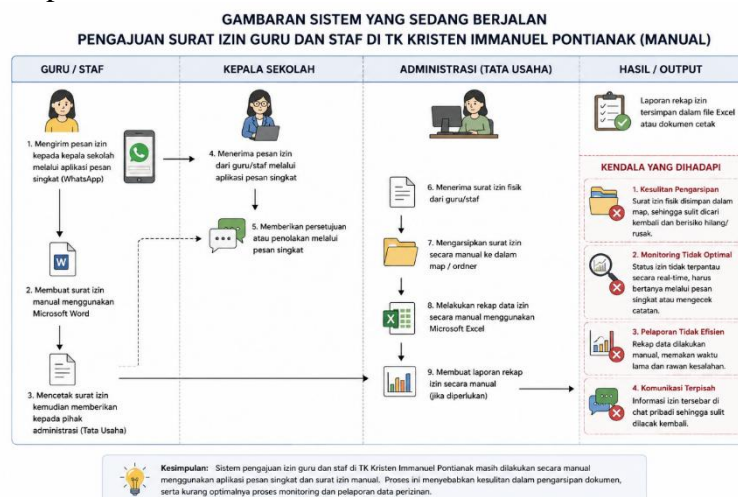 GAMBARAN SISTEM YANG SEDANG BERJALAN
PENGAJUAN SURAT IZIN GURU DAN STAF DI TK KRISTEN IMMANUEL PONTIANAK (MANUAL)
GURU / STAF
1. Mengirim pesan izin
kepada kepala sekolah
melalui aplikasi pesan
singkat (WhatsApp)
W
2. Membuat surat izin
manual menggunakan
Microsoft Word
3. Mencetak surat izin
kemudian memberikan
kepada pihak
administrasi (Tata Usaha)
KEPALA SEKOLAH
4. Menerima pesan izin
dari guru/staf melalui
aplikasi pesan
singkat
5. Memberikan persetujuan
atau penolakan melalui
pesan singkat
ADMINISTRASI (TATA USAHA)
6. Menerima surat izin fisik
dari guru/staf
7. Mengarsipkan surat izin
secara manual ke dalam
map / ordner
X
8. Melakukan rekap data izin
secara manual menggunakan
Microsoft Excel
9. Membuat laporan rekap
izin secara manual
(jika diperlukan)
HASIL / OUTPUT
Laporan rekap izin
tersimpan dalam file Excel
atau dokumen cetak
KENDALA YANG DIHADAPI
1. Kesulitan Pengarsipan
Surat izin fisik disimpan dalam
map, sehingga sulit dicari
kembali dan berisiko hilang/
rusak.
2. Monitoring Tidak Optimal
Status izin tidak terpantau
secara real-time, harus
bertanya melalui pesan
singkat atau mengecek
catatan.
3. Pelaporan Tidak Efisien
Rekap data dilakukan
manual, memakan waktu
lama dan rawan kesalahan.
4. Komunikasi Terpisah
Informasi izin tersebar di
chat pribadi sehingga sulit
dilacak kembali.
Kesimpulan: Sistem pengajuan izin guru dan staf di TK Kristen Immanuel Pontianak masih dilakukan secara manual
menggunakan aplikasi pesan singkat dan surat izin manual. Proses ini menyebabkan kesulitan dalam pengarsipan dokumen,
serta kurang optimalnya proses monitoring dan pelaporan data perizinan.